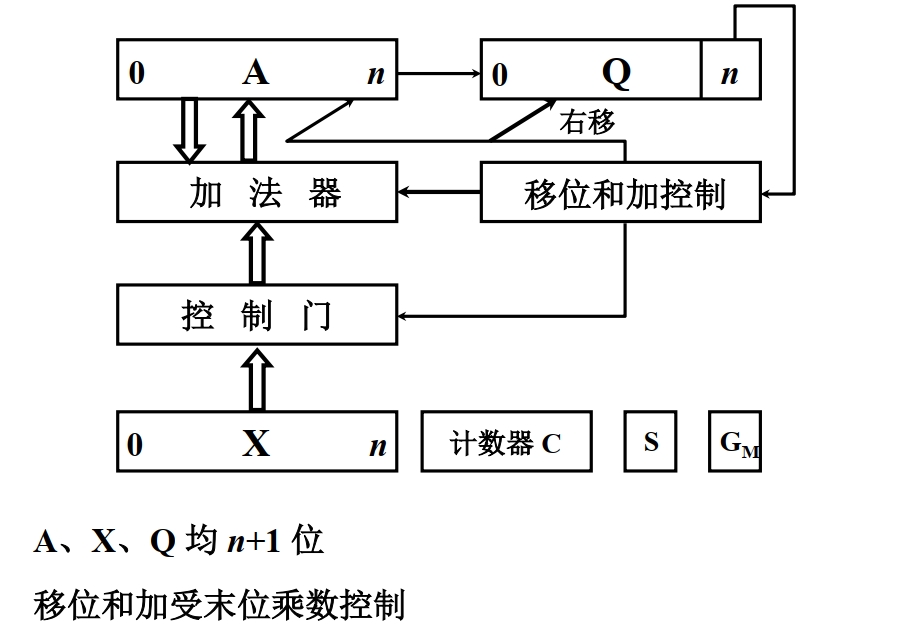 0 A n 0 Q n
右移
加 法 器 移位和加控制
控 制 门
0 X n 计数器 C S GM
A、X、Q 均 n+1 位
移位和加受末位乘数控制